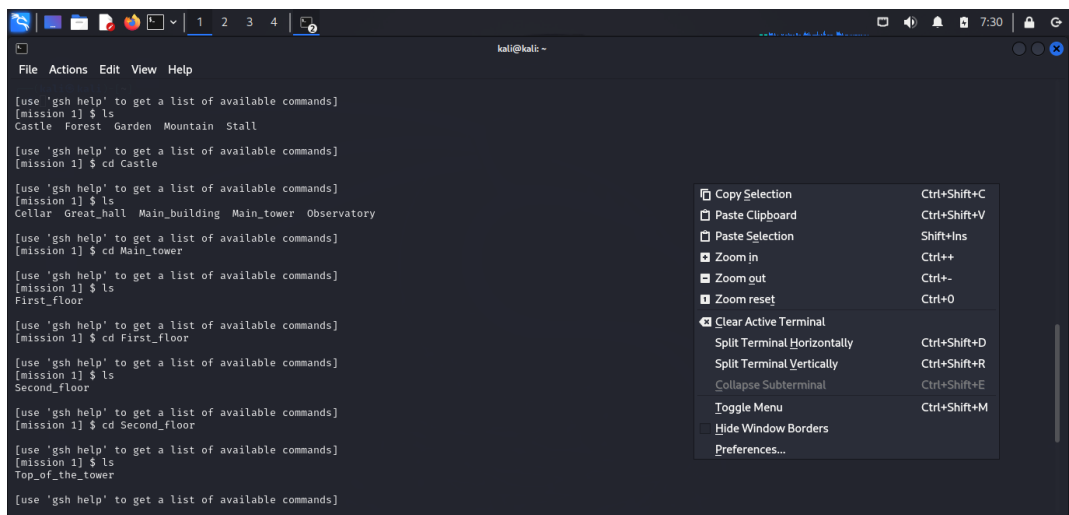 1 2 3 4 2 7:30
kali@kali: ~
File Actions Edit View Help
[use 'gsh help' to get a list of available commands]
[mission 1] $ ls
Castle Forest Garden Mountain Stall
[use 'gsh help' to get a list of available commands]
[mission 1] $ cd Castle
[use 'gsh help' to get a list of available commands]
[mission 1] $ ls
Cellar Great_hall Main_building Main_tower Observatory
[use 'gsh help' to get a list of available commands]
[mission 1] $ cd Main_tower
[use 'gsh help' to get a list of available commands]
[mission 1] $ ls
First_floor
[use 'gsh help' to get a list of available commands]
[mission 1] $ cd First_floor
[use 'gsh help' to get a list of available commands]
[mission 1] $ ls
Second_floor
[use 'gsh help' to get a list of available commands]
[mission 1] $ cd Second_floor
[use 'gsh help' to get a list of available commands]
[mission 1] $ ls
Top_of_the_tower
[use 'gsh help' to get a list of available commands]
Copy Selection Ctrl+Shift+C
Paste Clipboard Ctrl+Shift+V
Paste Selection Shift+Ins
Zoom in Ctrl++
Zoom out Ctrl+-
Zoom reset Ctrl+0
Clear Active Terminal
Split Terminal Horizontally Ctrl+Shift+D
Split Terminal Vertically Ctrl+Shift+R
Collapse Subterminal Ctrl+Shift+E
Toggle Menu Ctrl+Shift+M
Hide Window Borders
Preferences...